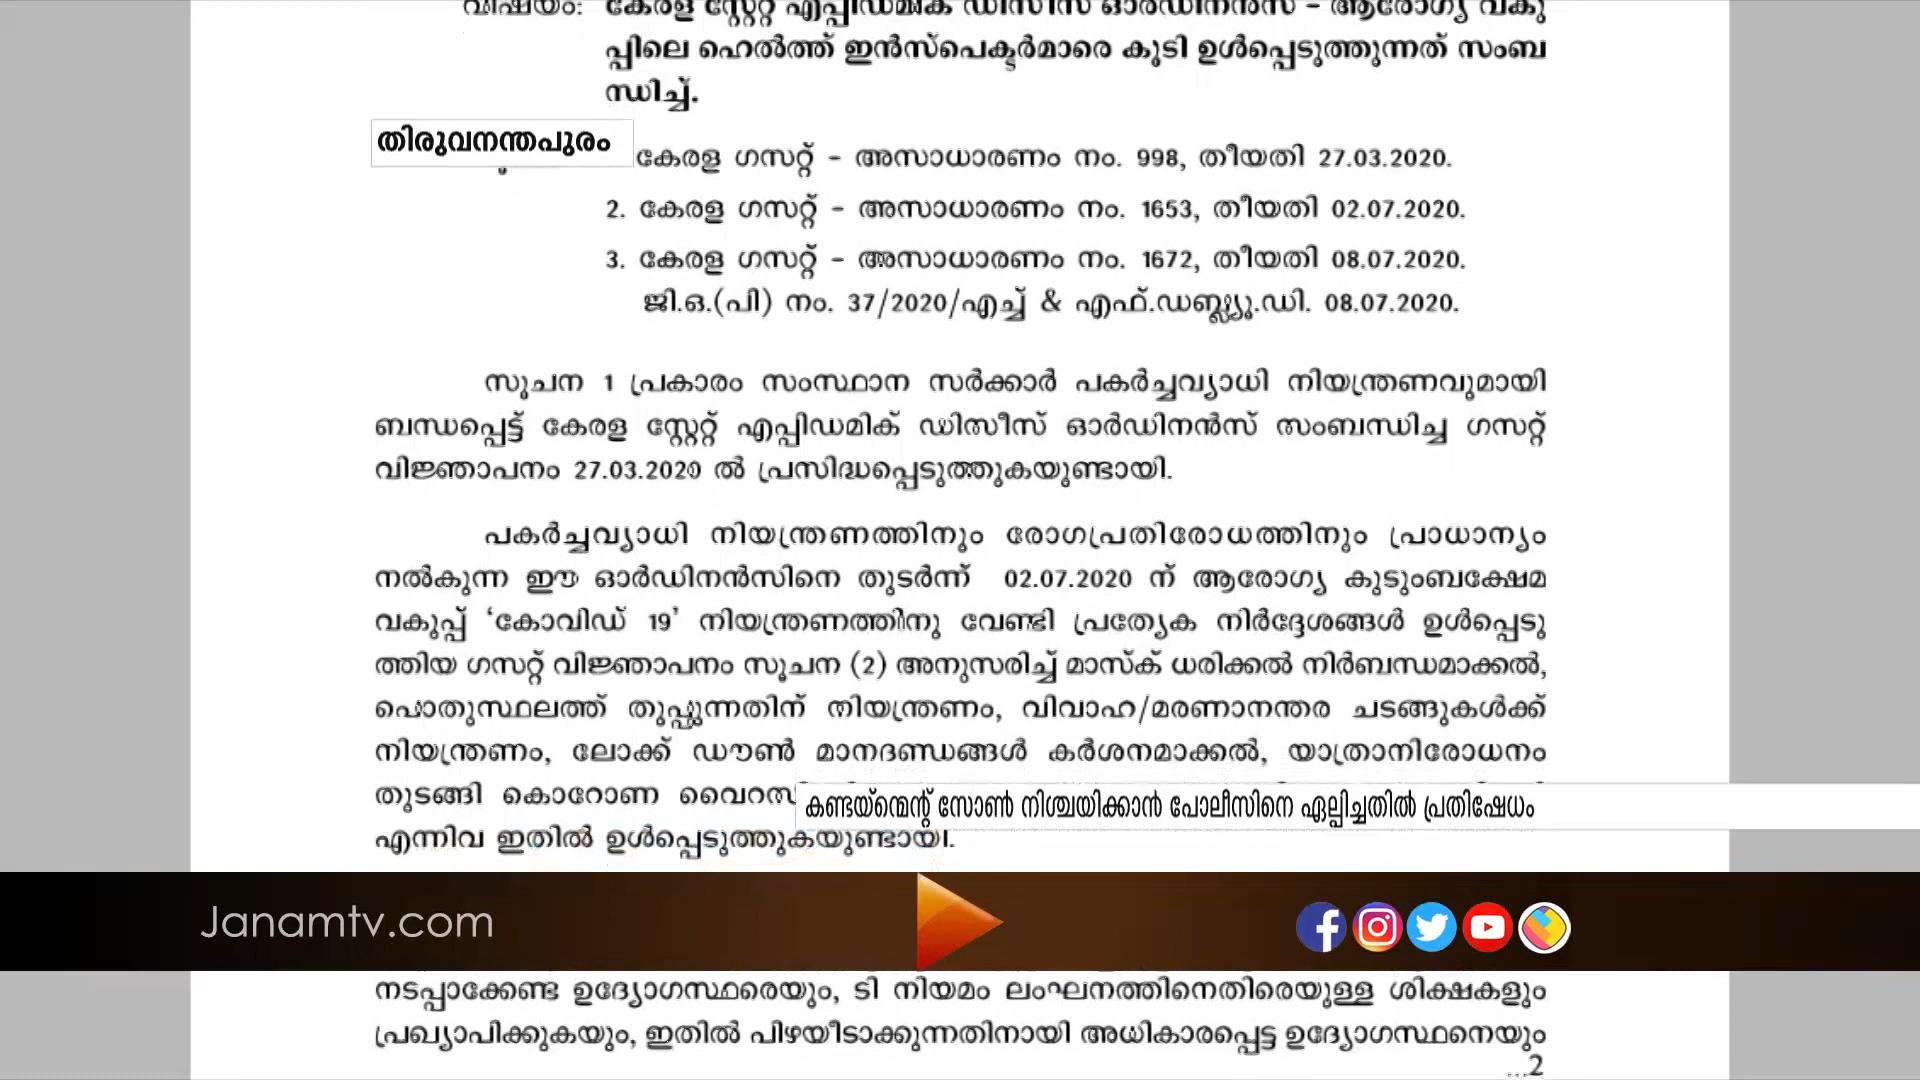 വിഷയം: കേരള സ്റ്റേറ്റ് എപ്പിഡമിക് ഡിസീസ് ഓർഡിനൻസ് – ആരോഗ്യ വകു
പ്പിലെ ഹെൽത്ത് ഇൻസ്പെക്ടർമാരെ കൂടി ഉൾപ്പെടുത്തുന്നത് സംബ
ന്ധിച്ച്.
തിരുവനന്തപുരം
കേരള ഗസറ്റ് – അസാധാരണം നം. 998, തീയതി 27.03.2020.
2. കേരള ഗസറ്റ് – അസാധാരണം നം. 1653, തീയതി 02.07.2020.
3. കേരള ഗസറ്റ് – അസാധാരണം നം. 1672, തീയതി 08.07.2020.
ജി.ഒ.(പി) നം. 37/2020/എച്ച് & എഫ്.ഡബ്ല്യൂ.ഡി. 08.07.2020.
സൂചന 1 പ്രകാരം സംസ്ഥാന സർക്കാർ പകർച്ചവ്യാധി നിയന്ത്രണവുമായി
ബന്ധപ്പെട്ട് കേരള സ്റ്റേറ്റ് എപ്പിഡമിക് ഡിസീസ് ഓർഡിനൻസ് സംബന്ധിച്ച ഗസറ്റ്
വിജ്ഞാപനം 27.03.2020 ൽ പ്രസിദ്ധപ്പെടുത്തുകയുണ്ടായി.
പകർച്ചവ്യാധി നിയന്ത്രണത്തിനും രോഗപ്രതിരോധത്തിനും പ്രാധാന്യം
നൽകുന്ന ഈ ഓർഡിനൻസിനെ തുടർന്ന് 02.07.2020 ന് ആരോഗ്യ കുടുംബക്ഷേമ
വകുപ്പ് ‘കോവിഡ് 19’ നിയന്ത്രണത്തിനു വേണ്ടി പ്രത്യേക നിർദ്ദേശങ്ങൾ ഉൾപ്പെടു
ത്തിയ ഗസറ്റ് വിജ്ഞാപനം സൂചന (2) അനുസരിച്ച് മാസ്ക് ധരിക്കൽ നിർബന്ധമാക്കൽ,
പൊതുസ്ഥലത്ത് തുപ്പുന്നതിന് നിയന്ത്രണം, വിവാഹ/മരണാനന്തര ചടങ്ങുകൾക്ക്
നിയന്ത്രണം, ലോക്ക് ഡൗൺ മാനദണ്ഡങ്ങൾ കർശനമാക്കൽ, യാത്രാനിരോധനം
തുടങ്ങി കൊറോണ വൈറസ്
കണ്ടയ്ന്മെന്റ് സോൺ നിശ്ചയിക്കാൻ പോലീസിനെ ഏല്പിച്ചതിൽ പ്രതിഷേധം
എന്നിവ ഇതിൽ ഉൾപ്പെടുത്തുകയുണ്ടായി.
Janamtv.com
നടപ്പാക്കേണ്ട ഉദ്യോഗസ്ഥരെയും, ടി നിയമം ലംഘനത്തിനെതിരെയുള്ള ശിക്ഷകളും
പ്രഖ്യാപിക്കുകയും, ഇതിൽ പിഴയീടാക്കുന്നതിനായി അധികാരപ്പെട്ട ഉദ്യോഗസ്ഥനെയും
...2